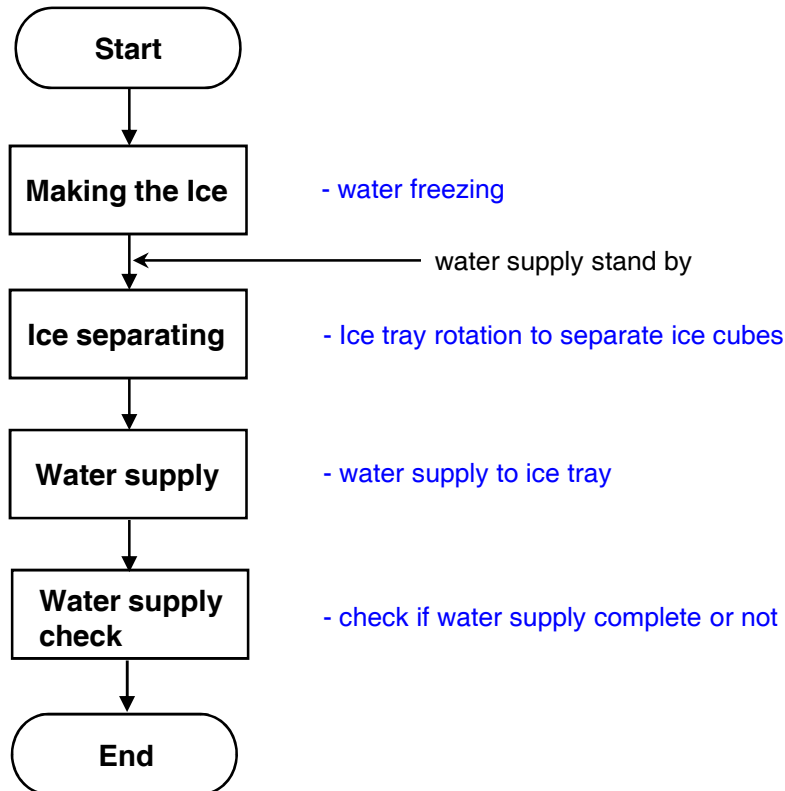 Start
Making the Ice
- water freezing
water supply stand by
Ice separating
- Ice tray rotation to separate ice cubes
Water supply
- water supply to ice tray
Water supply
check
- check if water supply complete or not
End